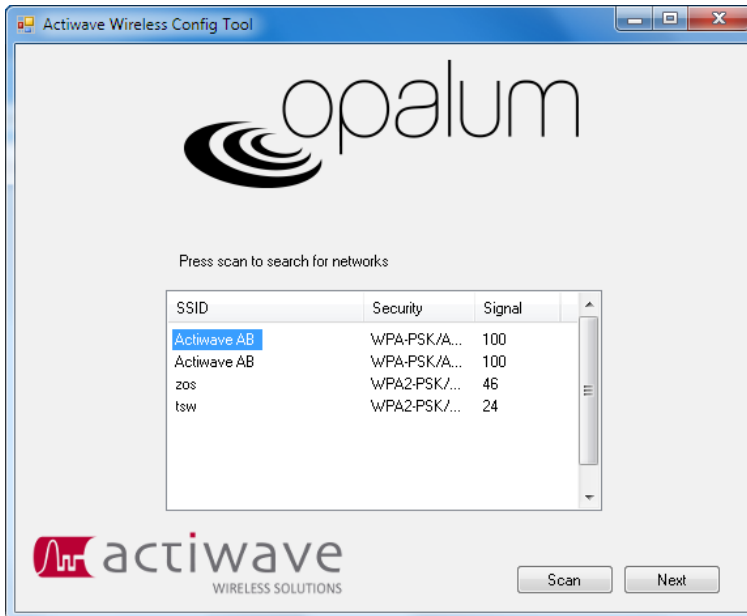 Actiwave Wireless Config Tool
opalum
Press scan to search for networks
SSID Security Signal
Actiwave AB WPA-PSK/A... 100
Actiwave AB WPA-PSK/A... 100
zos WPA2-PSK/... 46
tsw WPA2-PSK/... 24
actiwave
WIRELESS SOLUTIONS
Scan Next